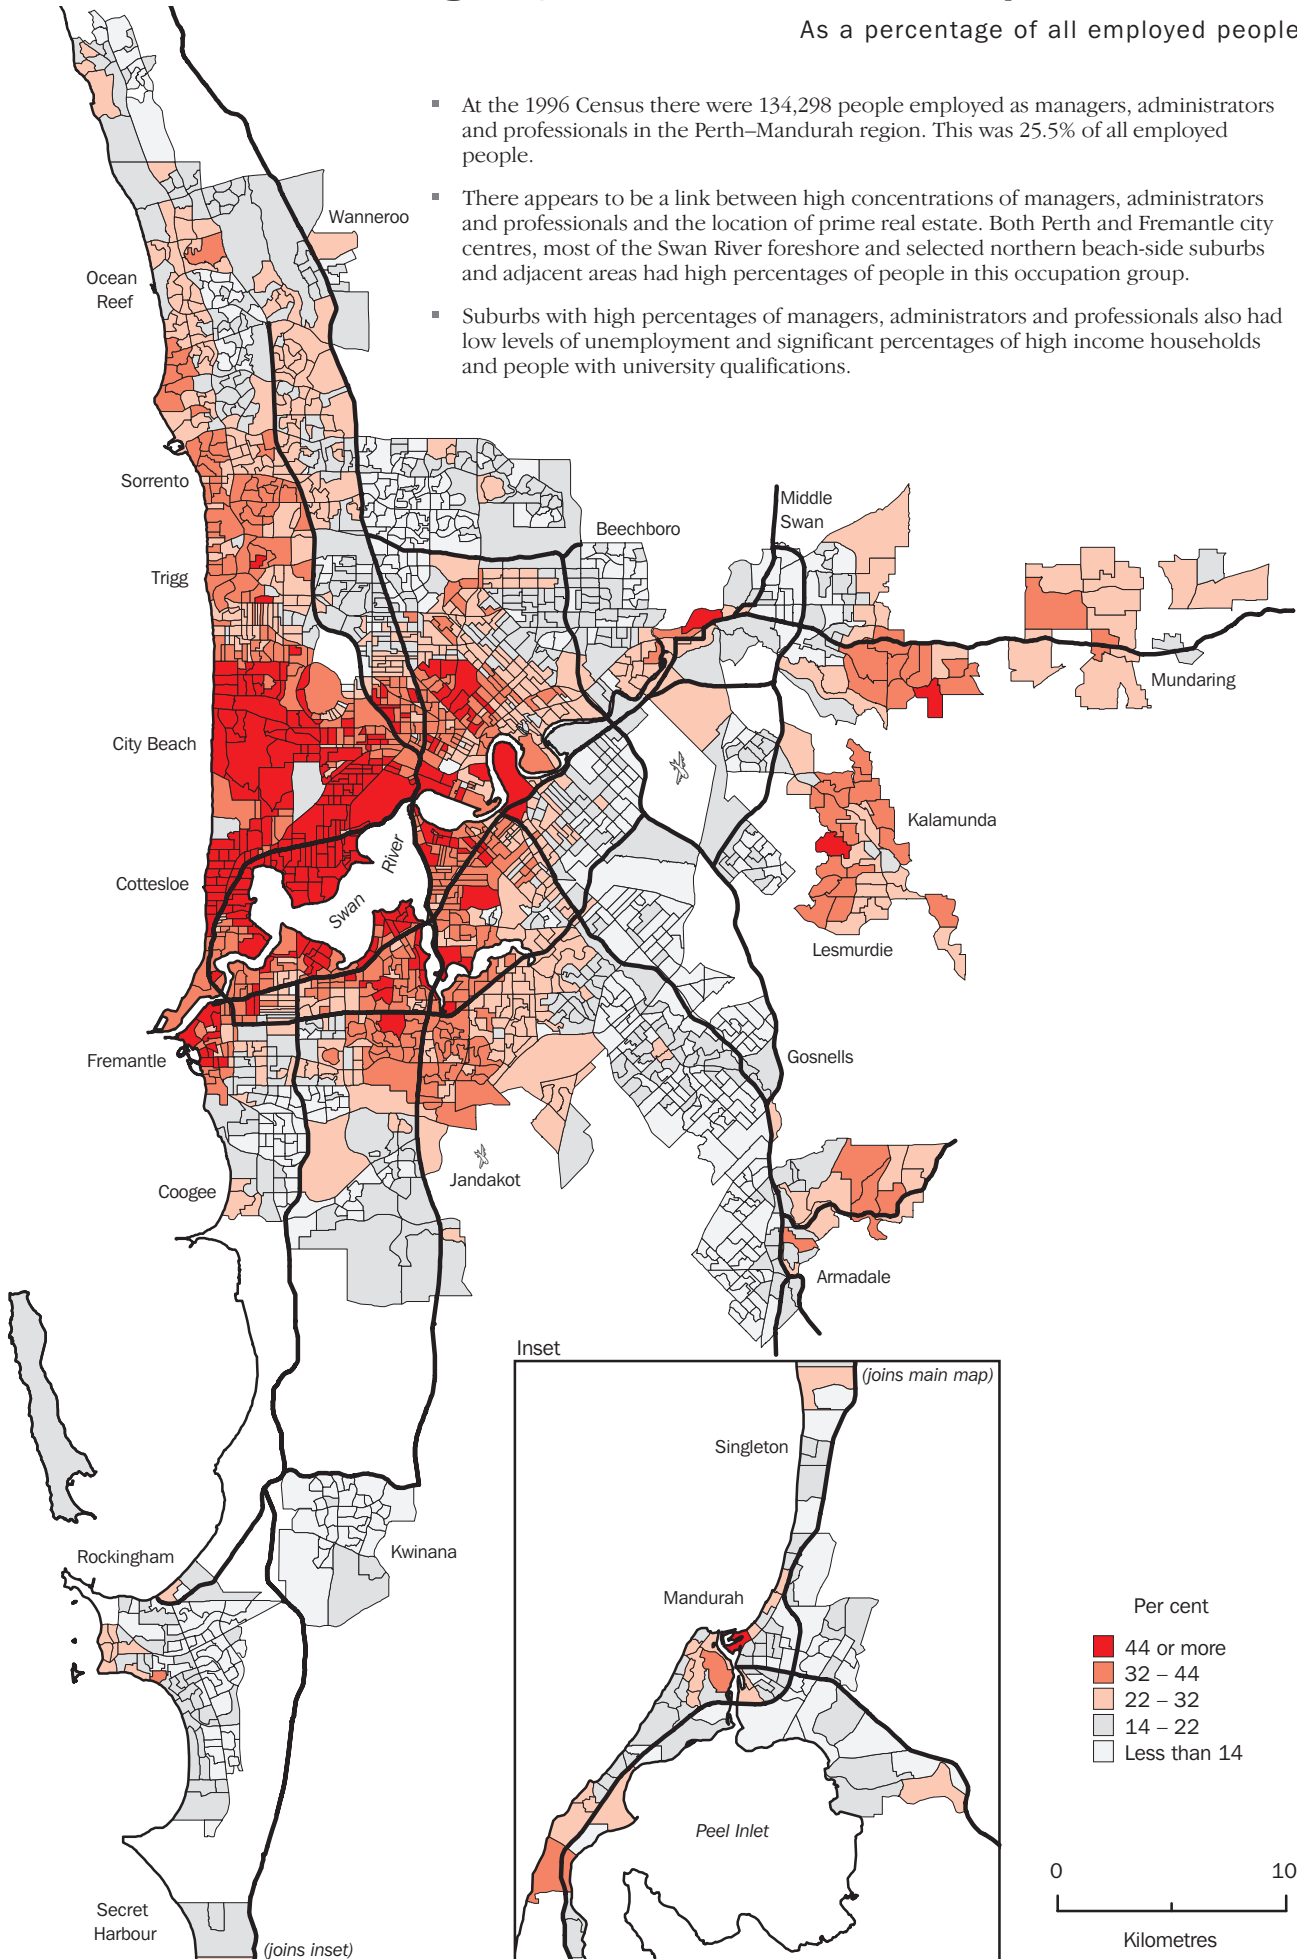 As a percentage of all employed people
▪ At the 1996 Census there were 134,298 people employed as managers, administrators
and professionals in the Perth–Mandurah region. This was 25.5% of all employed
people.
▪ There appears to be a link between high concentrations of managers, administrators
and professionals and the location of prime real estate. Both Perth and Fremantle city
centres, most of the Swan River foreshore and selected northern beach-side suburbs
and adjacent areas had high percentages of people in this occupation group.
▪ Suburbs with high percentages of managers, administrators and professionals also had
low levels of unemployment and significant percentages of high income households
and people with university qualifications.
Wanneroo
Ocean
Reef
Sorrento
Middle
Swan
Beechboro
Trigg
Mundaring
City Beach
Kalamunda
River
Cottesloe
Swan
Lesmurdie
Fremantle
Gosnells
Jandakot
Coogee
Armadale
Inset
(joins main map)
Singleton
Rockingham
Kwinana
Mandurah
Per cent
44 or more
32 – 44
22 – 32
14 – 22
Less than 14
Peel Inlet
0 10
Kilometres
Secret
Harbour
(joins inset)